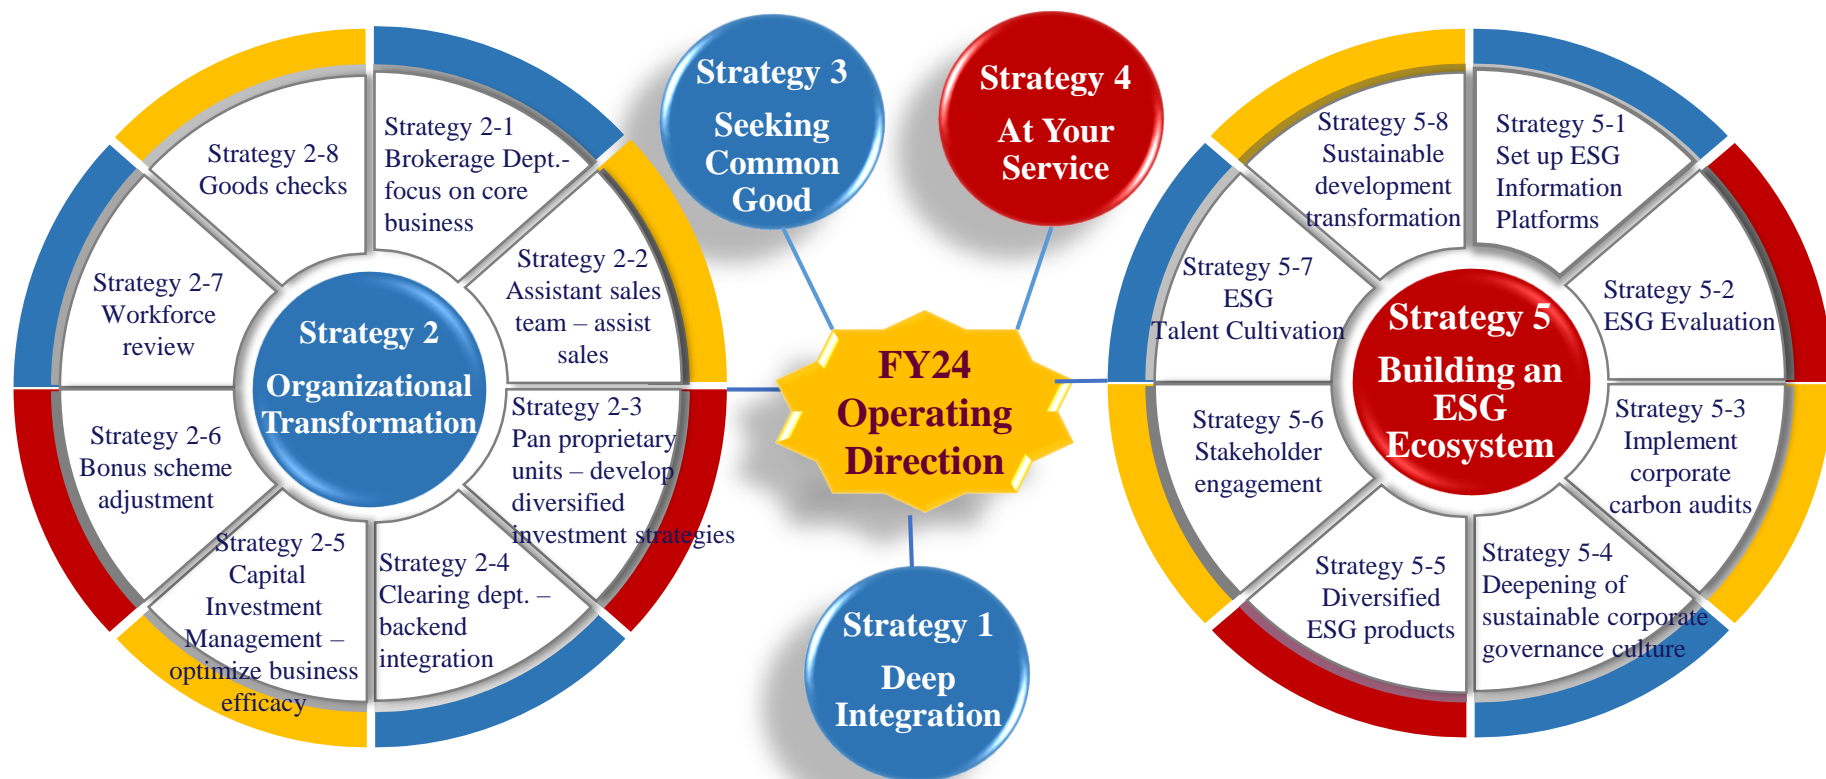 Strategy 2-1
Brokerage Dept.-
focus on core
business
Strategy 2-2
Assistant sales
team – assist
sales
Strategy 2-3
Pan proprietary
units – develop
diversified
investment strategies
Strategy 2-4
Clearing dept. –
backend
integration
Strategy 2-5
Capital
Investment
Management –
optimize business
efficacy
Strategy 2-6
Bonus scheme
adjustment
Strategy 2-7
Workforce
review
Strategy 2-8
Goods checks
Strategy 2
Organizational
Transformation
Strategy 3
Seeking
Common
Good
Strategy 4
At Your
Service
FY24
Operating
Direction
Strategy 1
Deep
Integration
Strategy 5-1
Set up ESG
Information
Platforms
Strategy 5-2
ESG Evaluation
Strategy 5-3
Implement
corporate
carbon audits
Strategy 5-4
Deepening of
sustainable corporate
governance culture
Strategy 5-5
Diversified
ESG products
Strategy 5-6
Stakeholder
engagement
Strategy 5-7
ESG
Talent Cultivation
Strategy 5-8
Sustainable
development
transformation
Strategy 5
Building an
ESG
Ecosystem